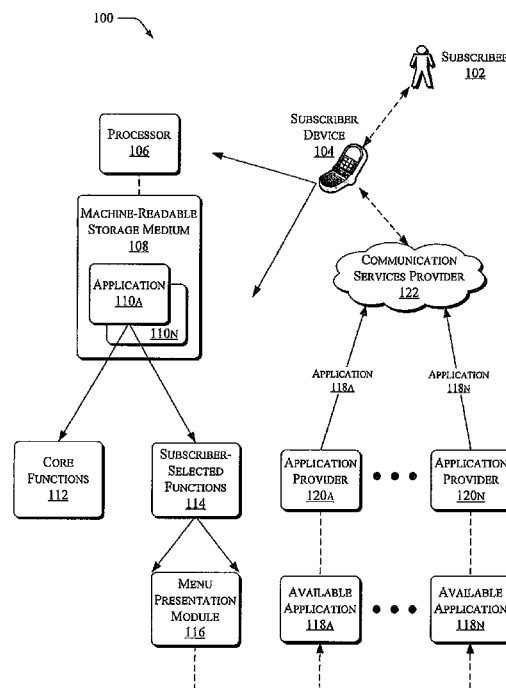 100
SUBSCRIBER
102
SUBSCRIBER
DEVICE
104
PROCESSOR
106
MACHINE-READABLE
STORAGE MEDIUM
108
APPLICATION
110A
110N
COMMUNICATION
SERVICES PROVIDER
122
APPLICATION
118A
APPLICATION
118N
CORE
FUNCTIONS
112
SUBSCRIBER-
SELECTED
FUNCTIONS
114
APPLICATION
PROVIDER
120A
APPLICATION
PROVIDER
120N
MENU
PRESENTATION
MODULE
116
AVAILABLE
APPLICATION
118A
AVAILABLE
APPLICATION
118N